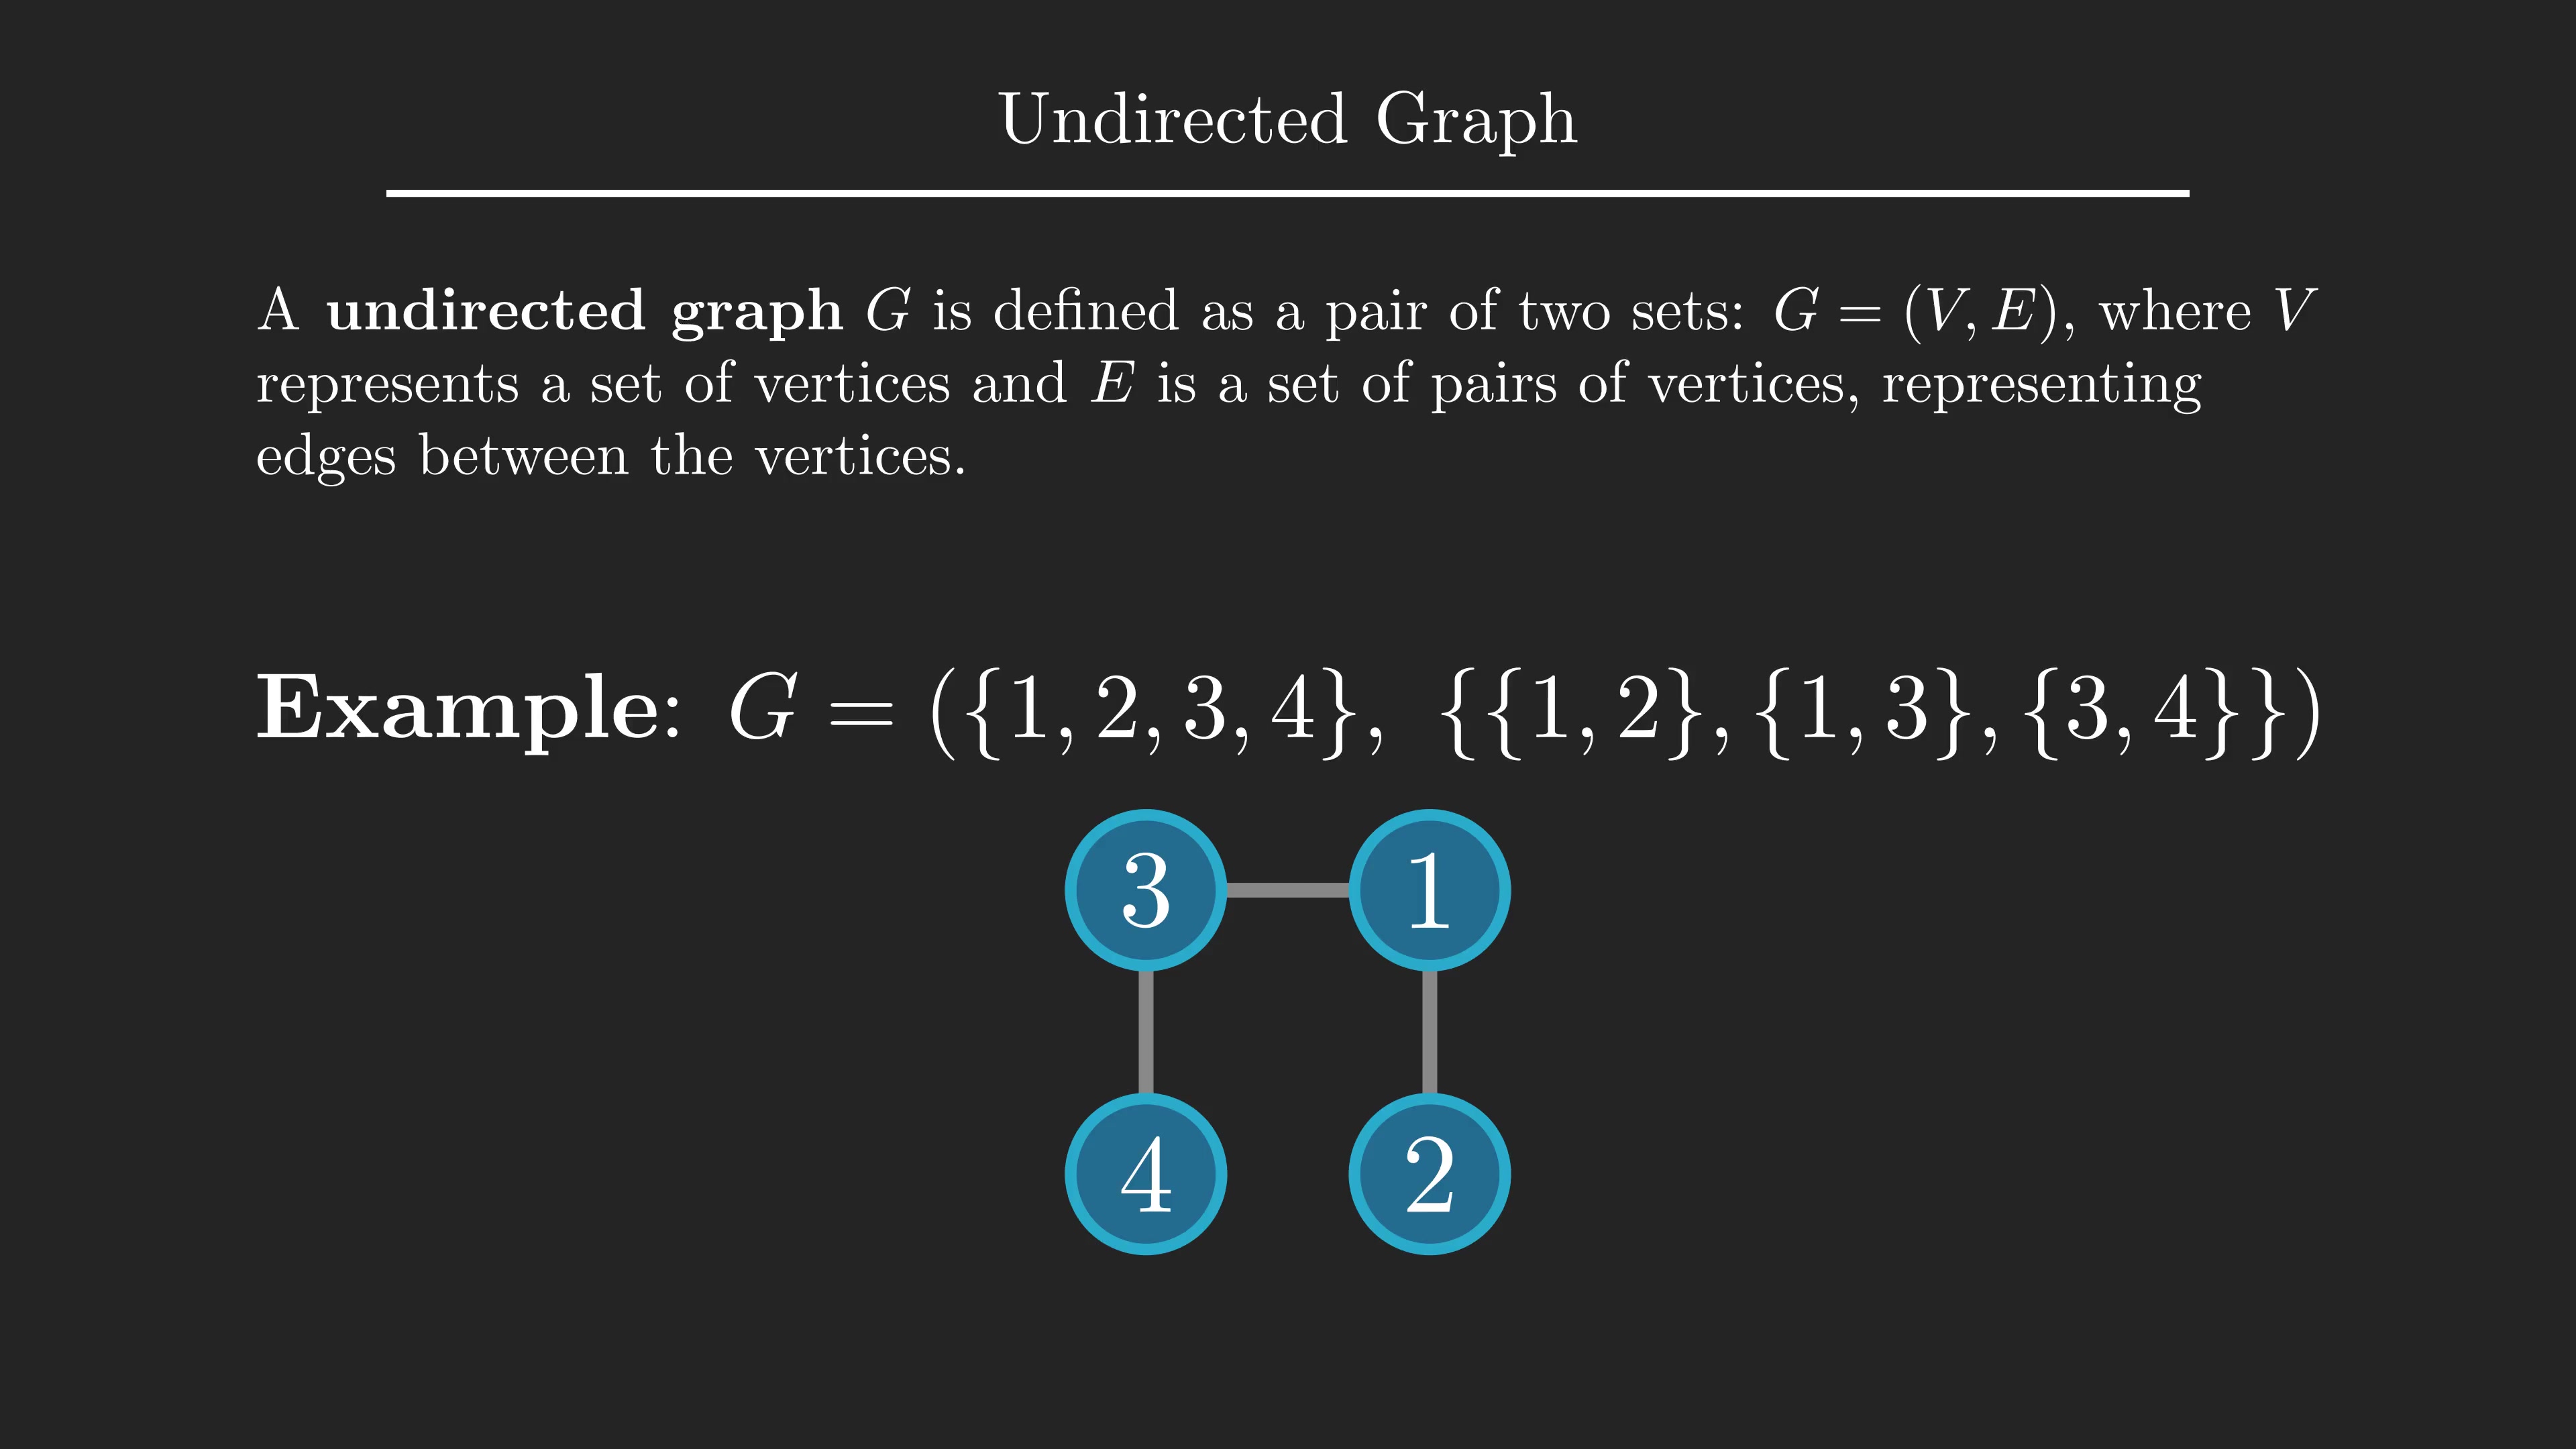 Undirected Graph
A undirected graph G is defined as a pair of two sets: G = (V, E), where V
represents a set of vertices and E is a set of pairs of vertices, representing
edges between the vertices.
Example: G = ({1, 2, 3, 4}, {{1, 2}, {1, 3}, {3, 4}})
3 1
4 2